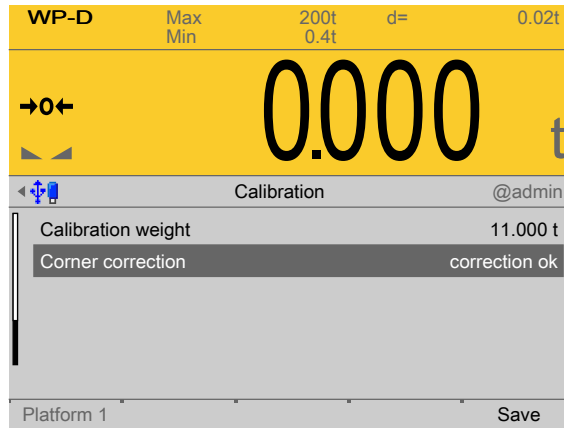 WP-D Max 200t d= 0.02t
Min 0.4t
→0← 0.000 t
Calibration @admin
Calibration weight 11.000 t
Corner correction correction ok
Platform 1 Save